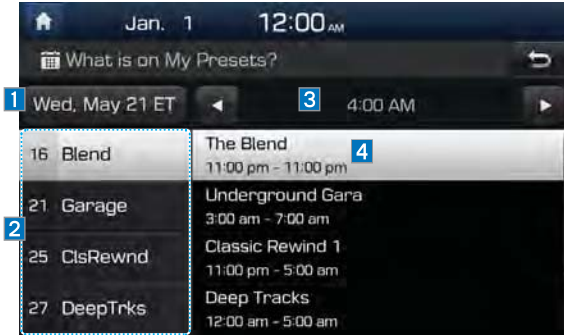 Jan. 1 12:00 AM
What is on My Presets?
1 Wed, May 21 ET 3 4:00 AM
16 Blend The Blend 4
11:00 pm - 11:00 pm
2
21 Garage Underground Gara
3:00 am - 7:00 am
25 ClsRewnd Classic Rewind 1
11:00 pm - 5:00 am
27 DeepTrks Deep Tracks
12:00 am - 5:00 am